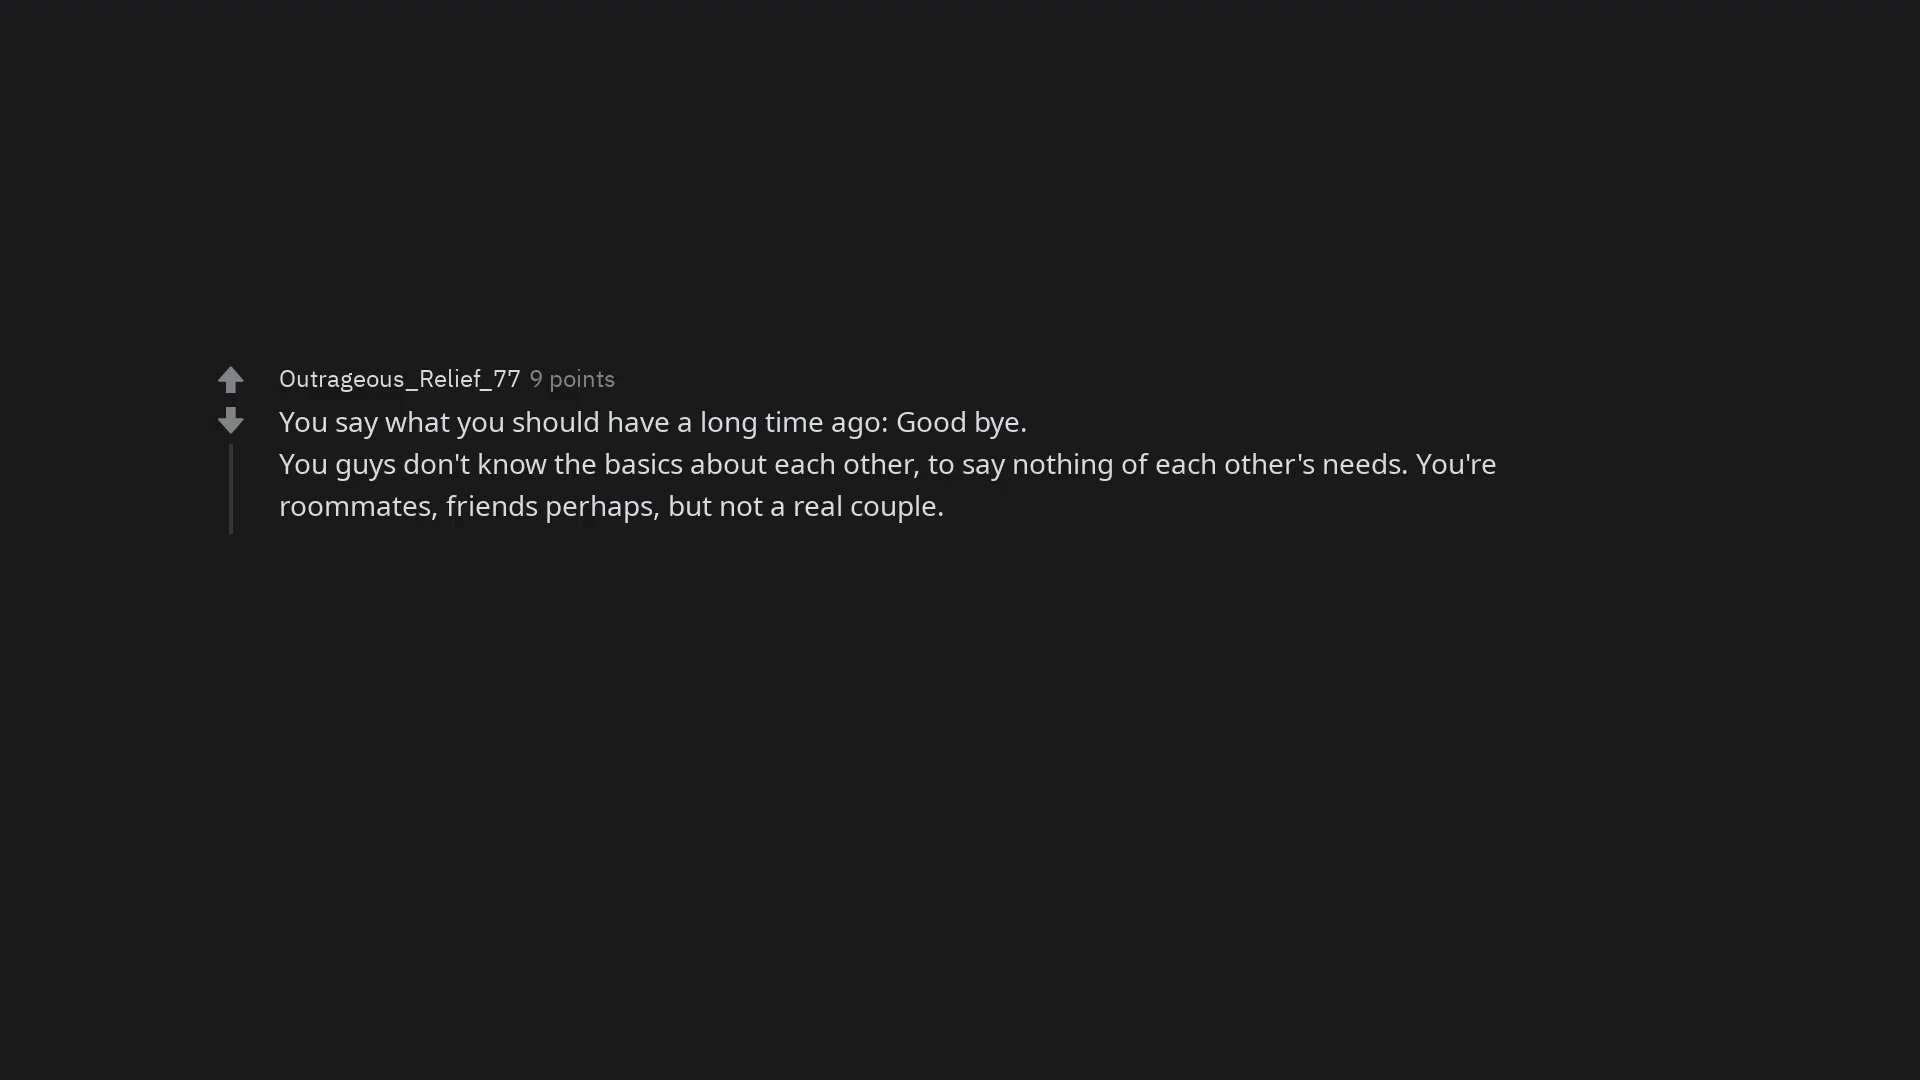 Outrageous_Relief_77 9 points
You say what you should have a long time ago: Good bye.
You guys don't know the basics about each other, to say nothing of each other's needs. You're
roommates, friends perhaps, but not a real couple.